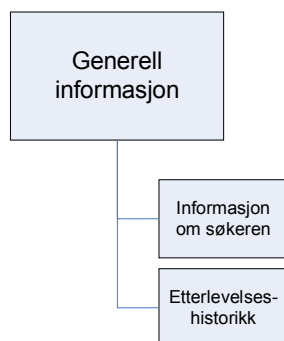 Generell
informasjon
Informasjon
om søkeren
Etterlevelses-
historikk